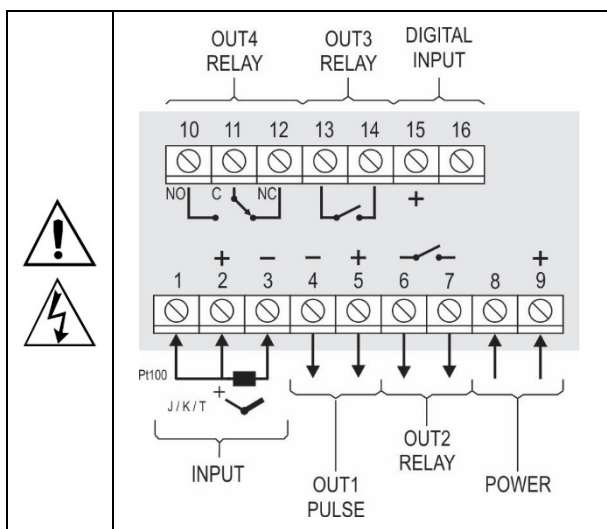 OUT4 OUT3 DIGITAL
RELAY RELAY INPUT
10 11 12 13 14 15 16
NO C NC
+
+ − − + +
1 2 3 4 5 6 7 8 9
Pt100
+
J / K / T
INPUT
OUT1
PULSE
OUT2
RELAY
POWER